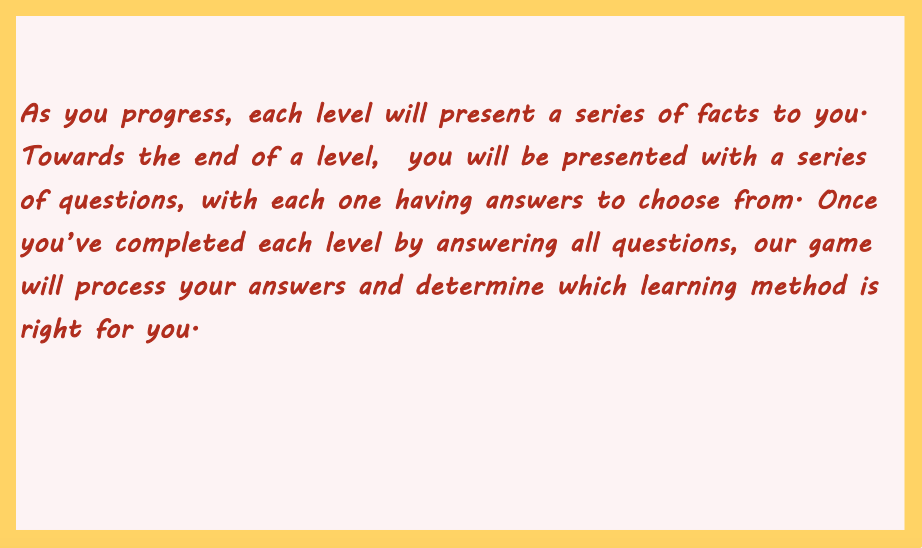 As you progress, each level will present a series of facts to you.
Towards the end of a level,  you will be presented with a series
of questions, with each one having answers to choose from. Once
you've completed each level by answering all questions, our game
will process your answers and determine which learning method is
right for you.